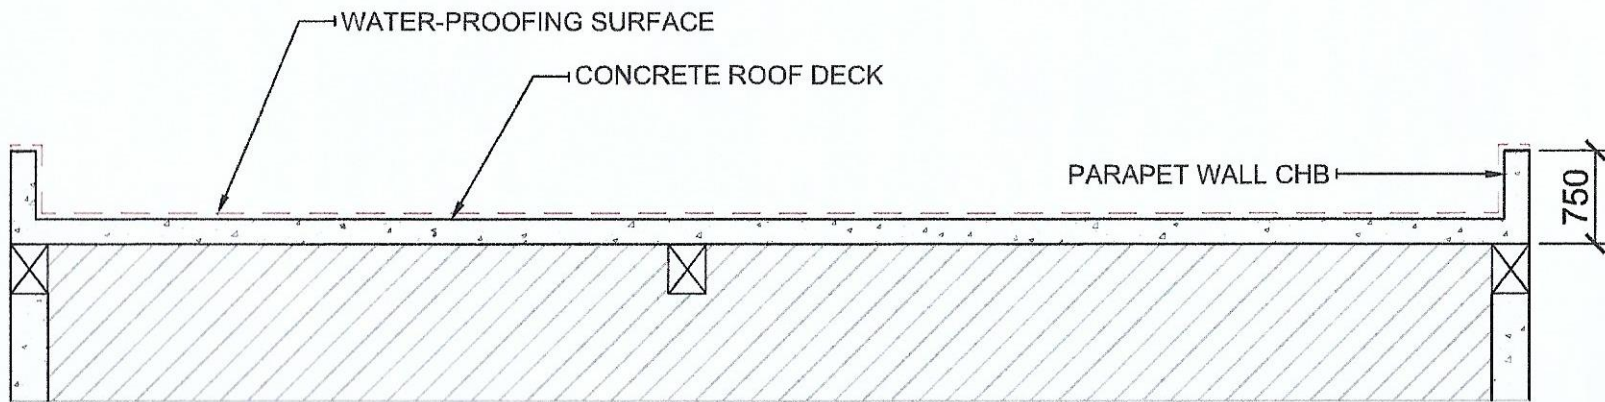 WATER-PROOFING SURFACE
CONCRETE ROOF DECK
PARAPET WALL CHB
750